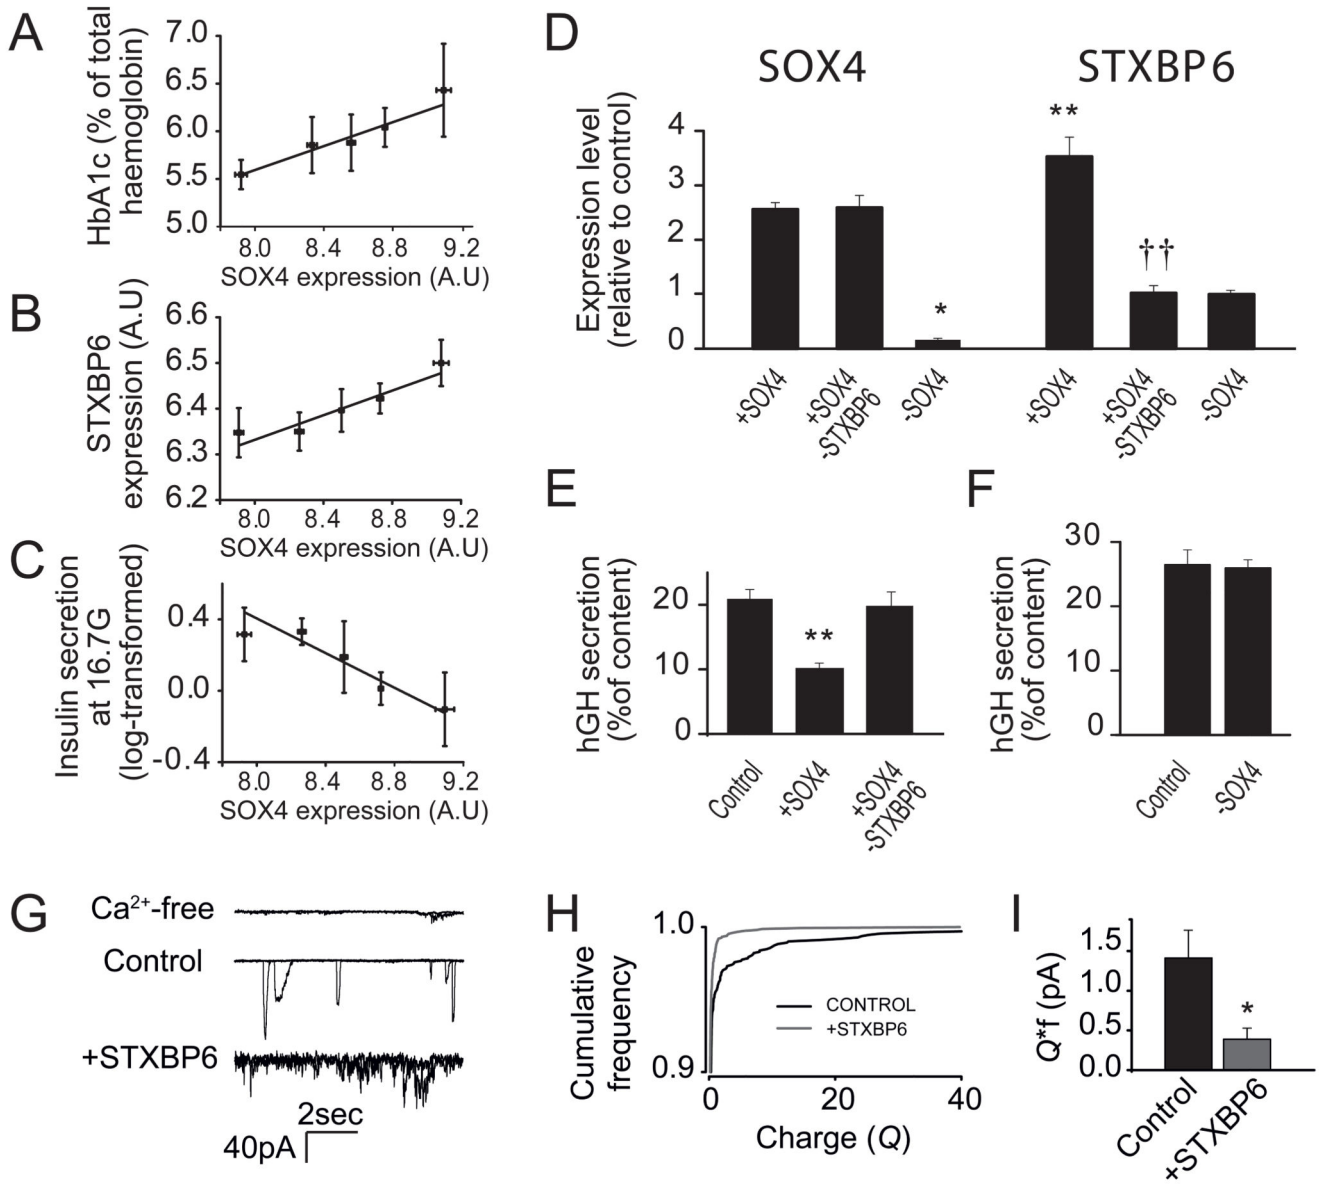 A
HbA1c (% of total
haemoglobin)
7.0
6.5
6.0
5.5
5.0
8.0 8.4 8.8 9.2
SOX4 expression (A.U)
B
STXBP6
expression (A.U)
6.6
6.5
6.4
6.3
6.2
8.0 8.4 8.8 9.2
SOX4 expression (A.U)
C
Insulin secretion
at 16.7G
(log-transformed)
0.4
0.0
-0.4
8.0 8.4 8.8 9.2
SOX4 expression (A.U)
D
SOX4 STXBP6
Expression level
(relative to control)
4
3
2
1
0
*
**
††
+SOX4
+SOX4
-STXBP6
-SOX4
+SOX4
+SOX4
-STXBP6
-SOX4
E
hGH secretion
(%of content)
20
10
0
**
Control
+SOX4
+SOX4
-STXBP6
F
hGH secretion
(%of content)
30
20
10
0
Control
-SOX4
G
Ca2+-free
Control
+STXBP6
2sec
40pA
H
Cumulative
frequency
1.0
0.9
CONTROL
+STXBP6
0 20 40
Charge (Q)
I
Q*f (pA)
1.5
1.0
0.5
0.0
*
Control
+STXBP6